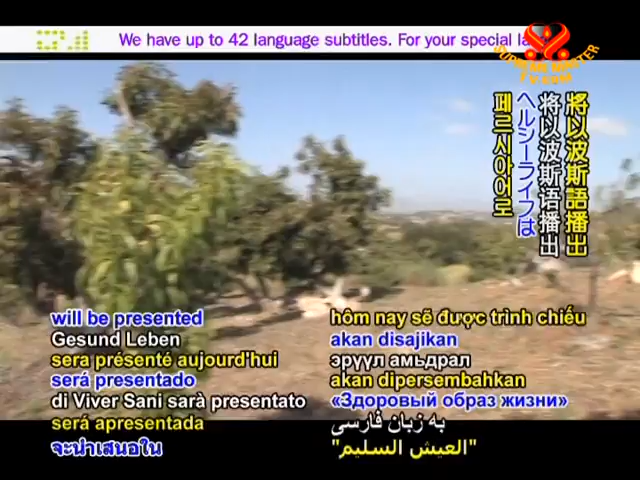 We have up to 42 language subtitles. For your special la
SUPREME MASTER
TV.COM
將以波斯語播出
将以波斯语播出
ヘルシーライフは
페르시아어로
will be presented
Gesund Leben
sera présenté aujourd'hui
será presentado
di Viver Sani sarà presentato
será apresentada
จะนำเสนอใน
hôm nay sẽ được trình chiếu
akan disajikan
эрүүл амьдрал
akan dipersembahkan
«Здоровый образ жизни»
به زبان فارسی
"العيش السليم"